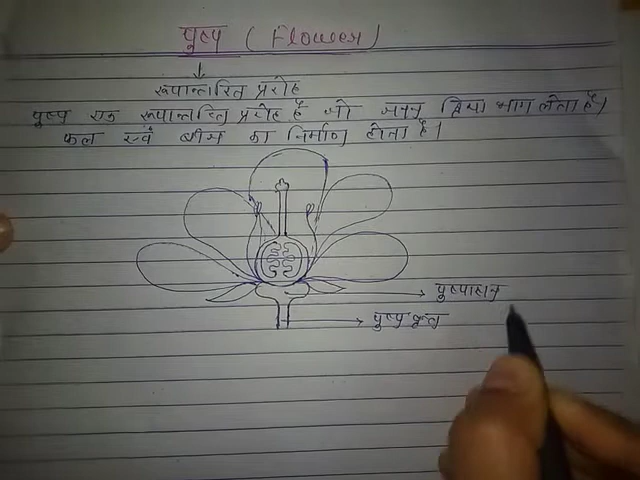 पुष्प ( Flower )
रूपान्तरित प्ररोह
पुष्प एक रूपान्तरित प्ररोह है जो जनन क्रिया भाग लेता है।
फल एवं बीज का निर्माण होता है।
पुष्पासन
पुष्पवृन्त